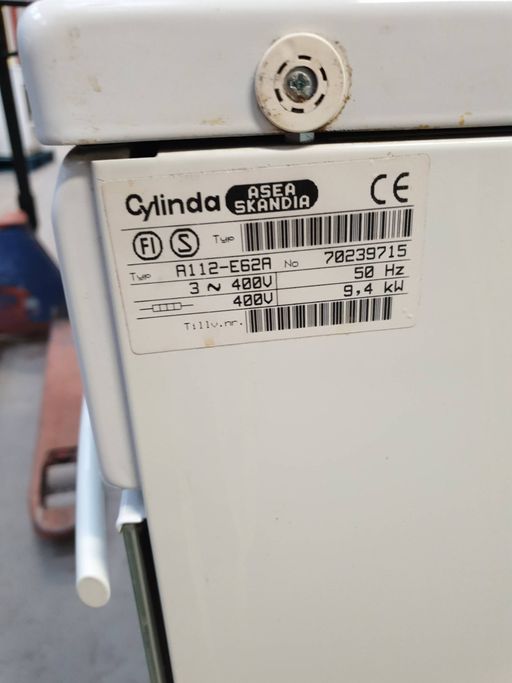 Cylinda ASEA SKANDIA CE
FI S Typ
Typ A112-E62A No 70239715
3 ~ 400V 50 Hz
400V 9,4 kW
Tillv.nr.